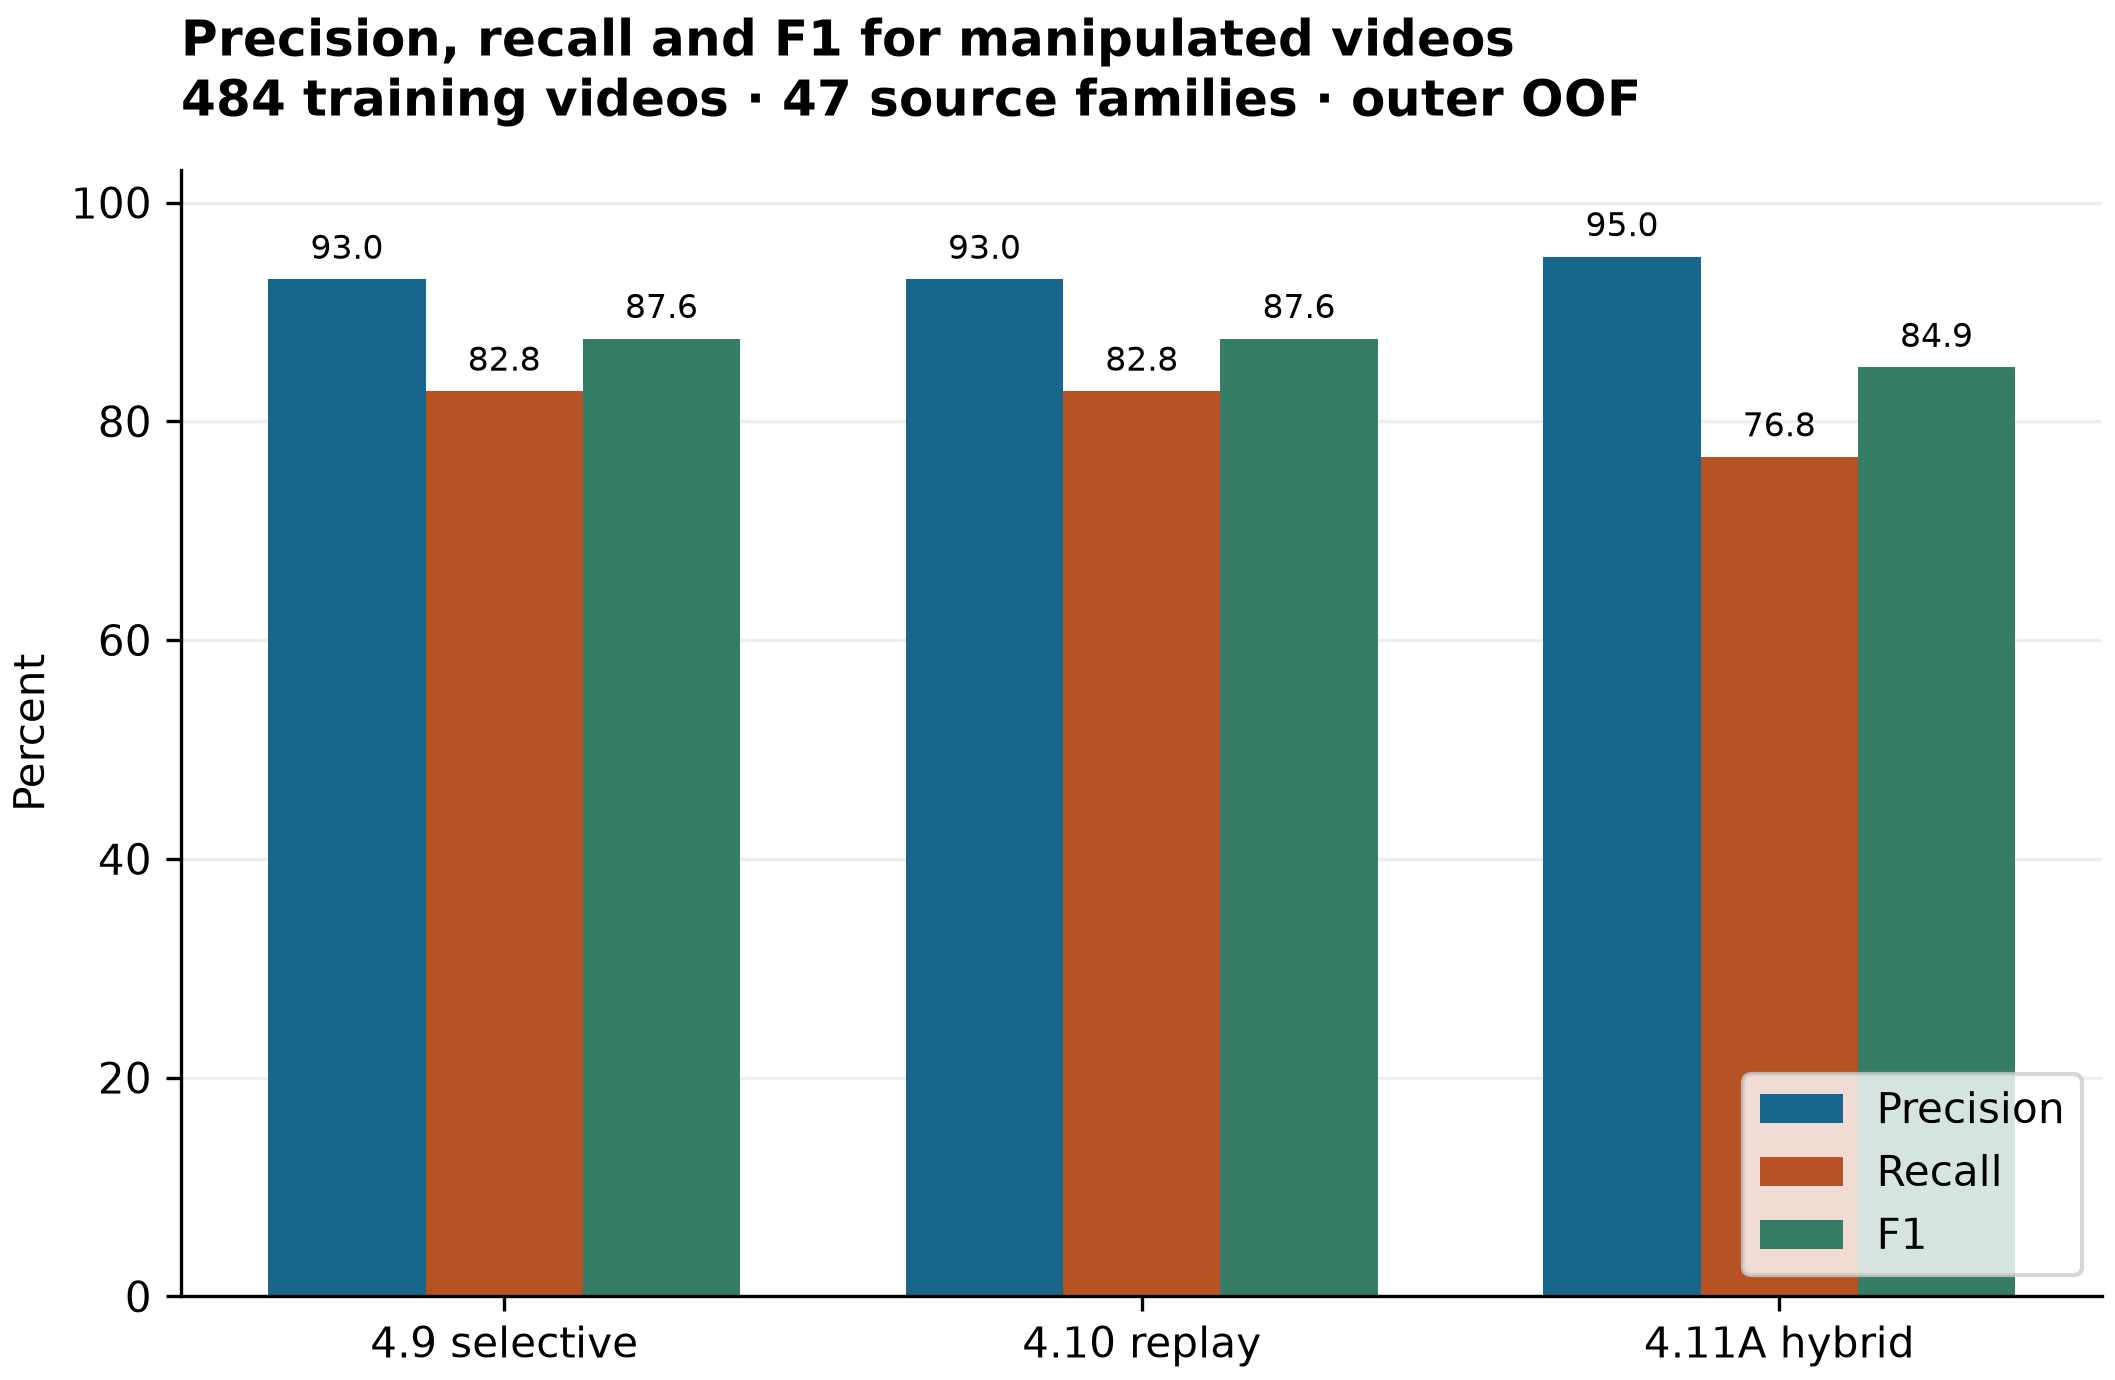 Precision, recall and F1 for manipulated videos
484 training videos · 47 source families · outer OOF
Percent
100
80
60
40
20
0
93.0
82.8
87.6
93.0
82.8
87.6
95.0
76.8
84.9
4.9 selective
4.10 replay
4.11A hybrid
Precision
Recall
F1